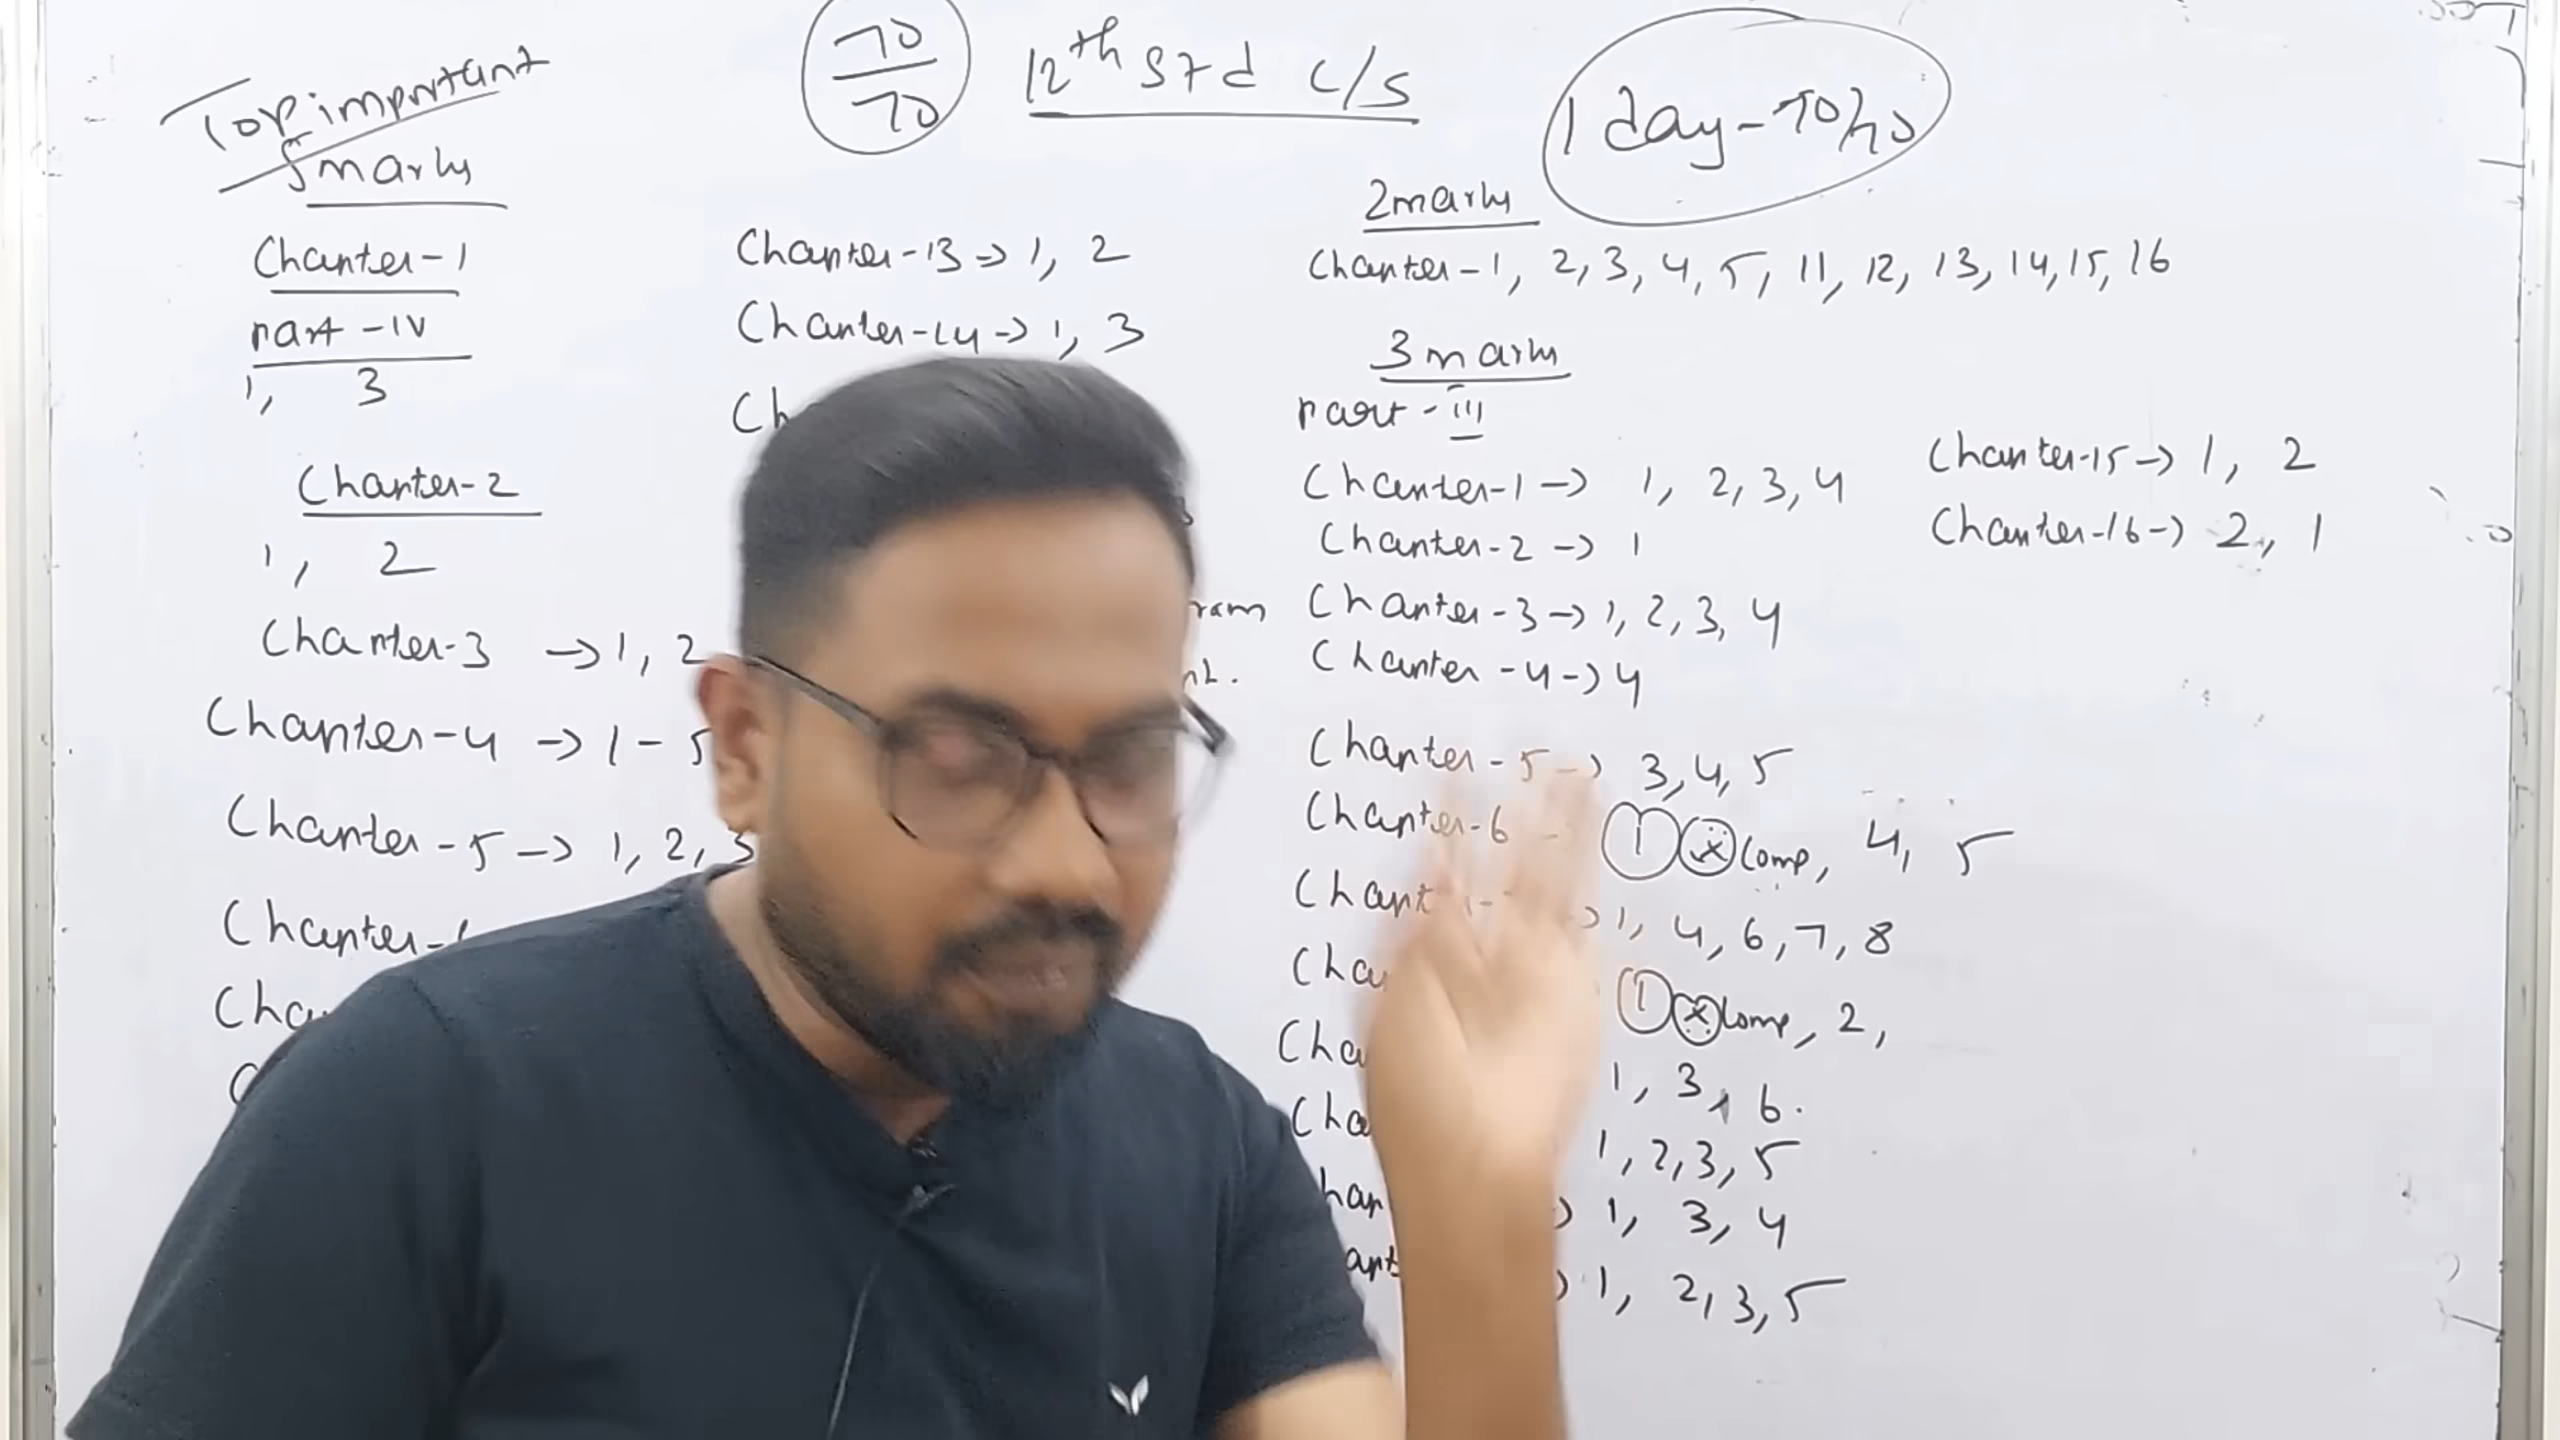 Top important
5 marks
Chapter-1
part-IV
1, 3
Chapter-2
1, 2
Chapter-3 → 1, 2
Chapter-4 → 1-5
Chapter-5 → 1, 2, 3
Chapter-
70/70
12th Std C/S
1 day - 70/70
Chapter-13 → 1, 2
Chapter-14 → 1, 3
2 marks
Chapter-1, 2, 3, 4, 5, 11, 12, 13, 14, 15, 16
3 marks
part-III
Chapter-1 → 1, 2, 3, 4
Chapter-2 → 1
Chapter-3 → 1, 2, 3, 4
Chapter-4 → 4
Chapter-5 → 3, 4, 5
Chapter-6 → 1 × Comp, 4, 5
→ 1, 4, 6, 7, 8
1 × Comp, 2,
1, 3, 6.
1, 2, 3, 5
→ 1, 3, 4
→ 1, 2, 3, 5
Chapter-15 → 1, 2
Chapter-16 → 2, 1